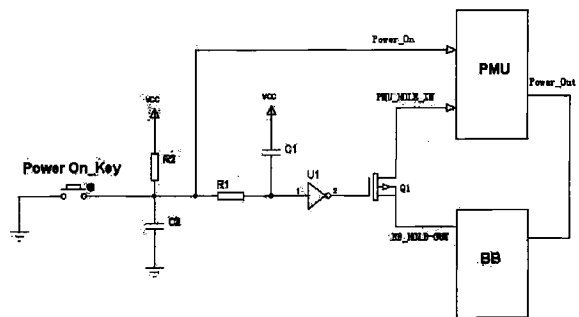 Power_On
PMU
Power_Out
VCC
VCC
R2
C1
U1
Power On_Key
R1
1
2
Q1
C2
BB